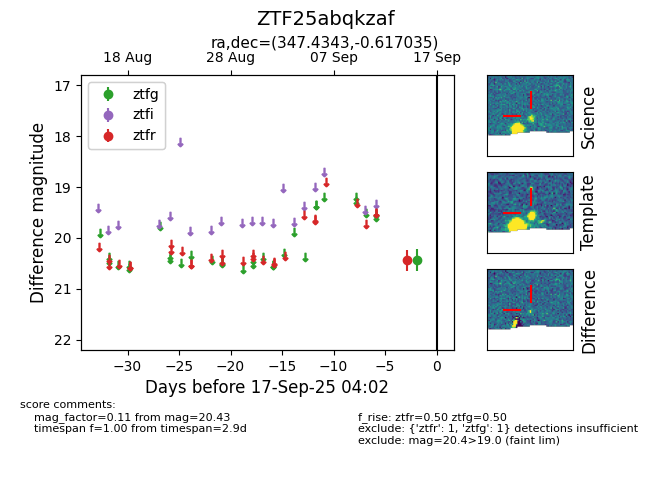 ZTF25abqkzaf
ra,dec=(347.4343,-0.617035)
18 Aug 28 Aug 07 Sep 17 Sep
17
18
19
20
21
22
Difference magnitude
ztfg
ztfi
ztfr
−30 −25 −20 −15 −10 −5 0
Days before 17-Sep-25 04:02
Science
Template
Difference
score comments:
mag_factor=0.11 from mag=20.43
timespan f=1.00 from timespan=2.9d
f_rise: ztfr=0.50 ztfg=0.50
exclude: {'ztfr': 1, 'ztfg': 1} detections insufficient
exclude: mag=20.4>19.0 (faint lim)